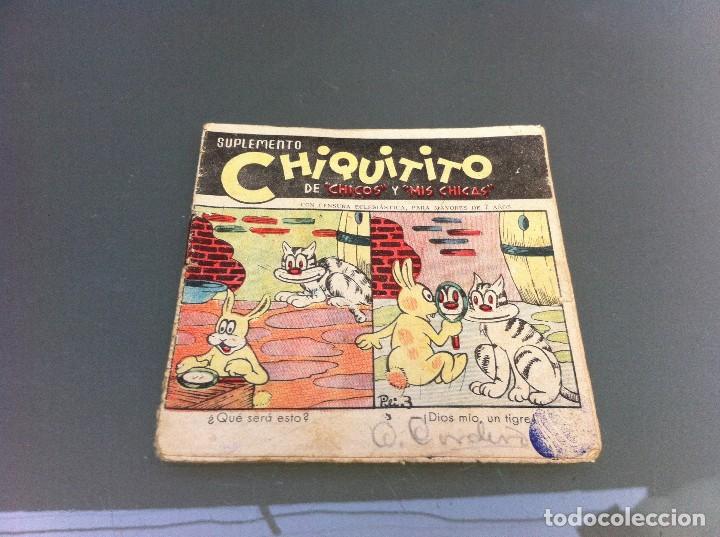 SUPLEMENTO
CHIQUITITO
DE "CHICOS" Y "MIS CHICAS"
CON CENSURA ECLESIÁSTICA, PARA MAYORES DE 7 AÑOS
¿Qué será esto?
¡Dios mío, un tigre!
todocoleccion.net